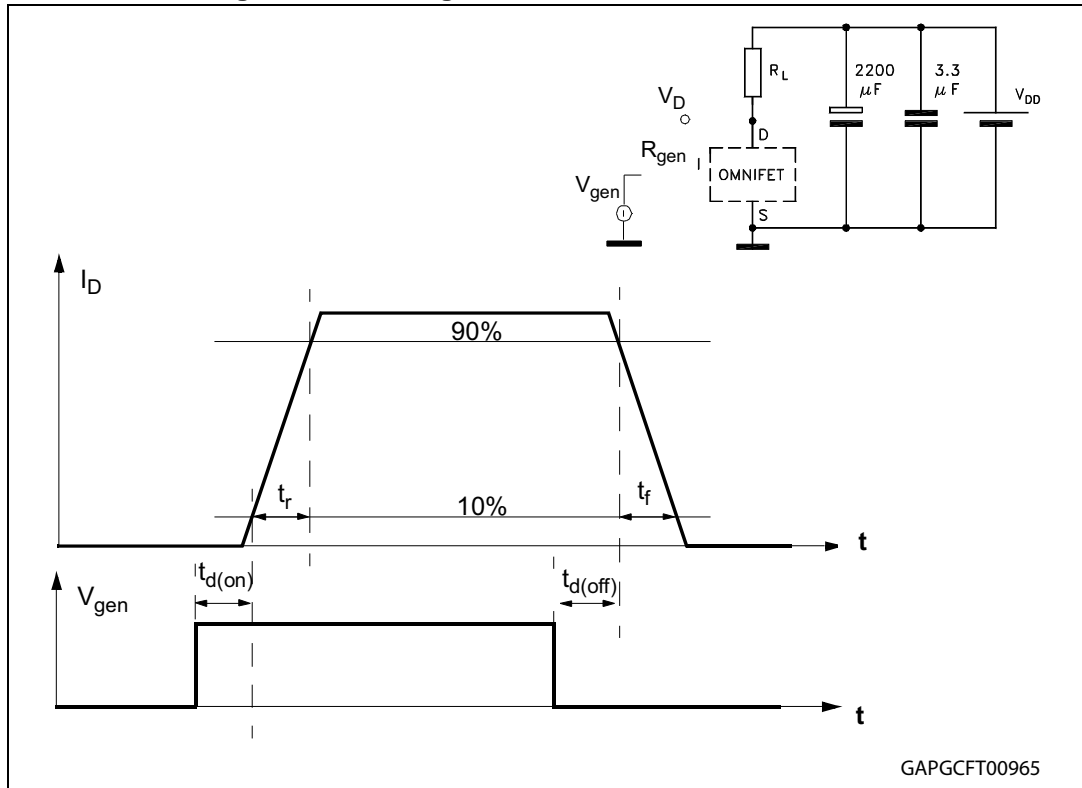 R_L
2200
μF
3.3
μF
V_DD
V_D
D
R_gen
I
OMNIFET
V_gen
S
I_D
90%
t_r
10%
t_f
t
t_d(on)
t_d(off)
V_gen
t
GAPGCFT00965